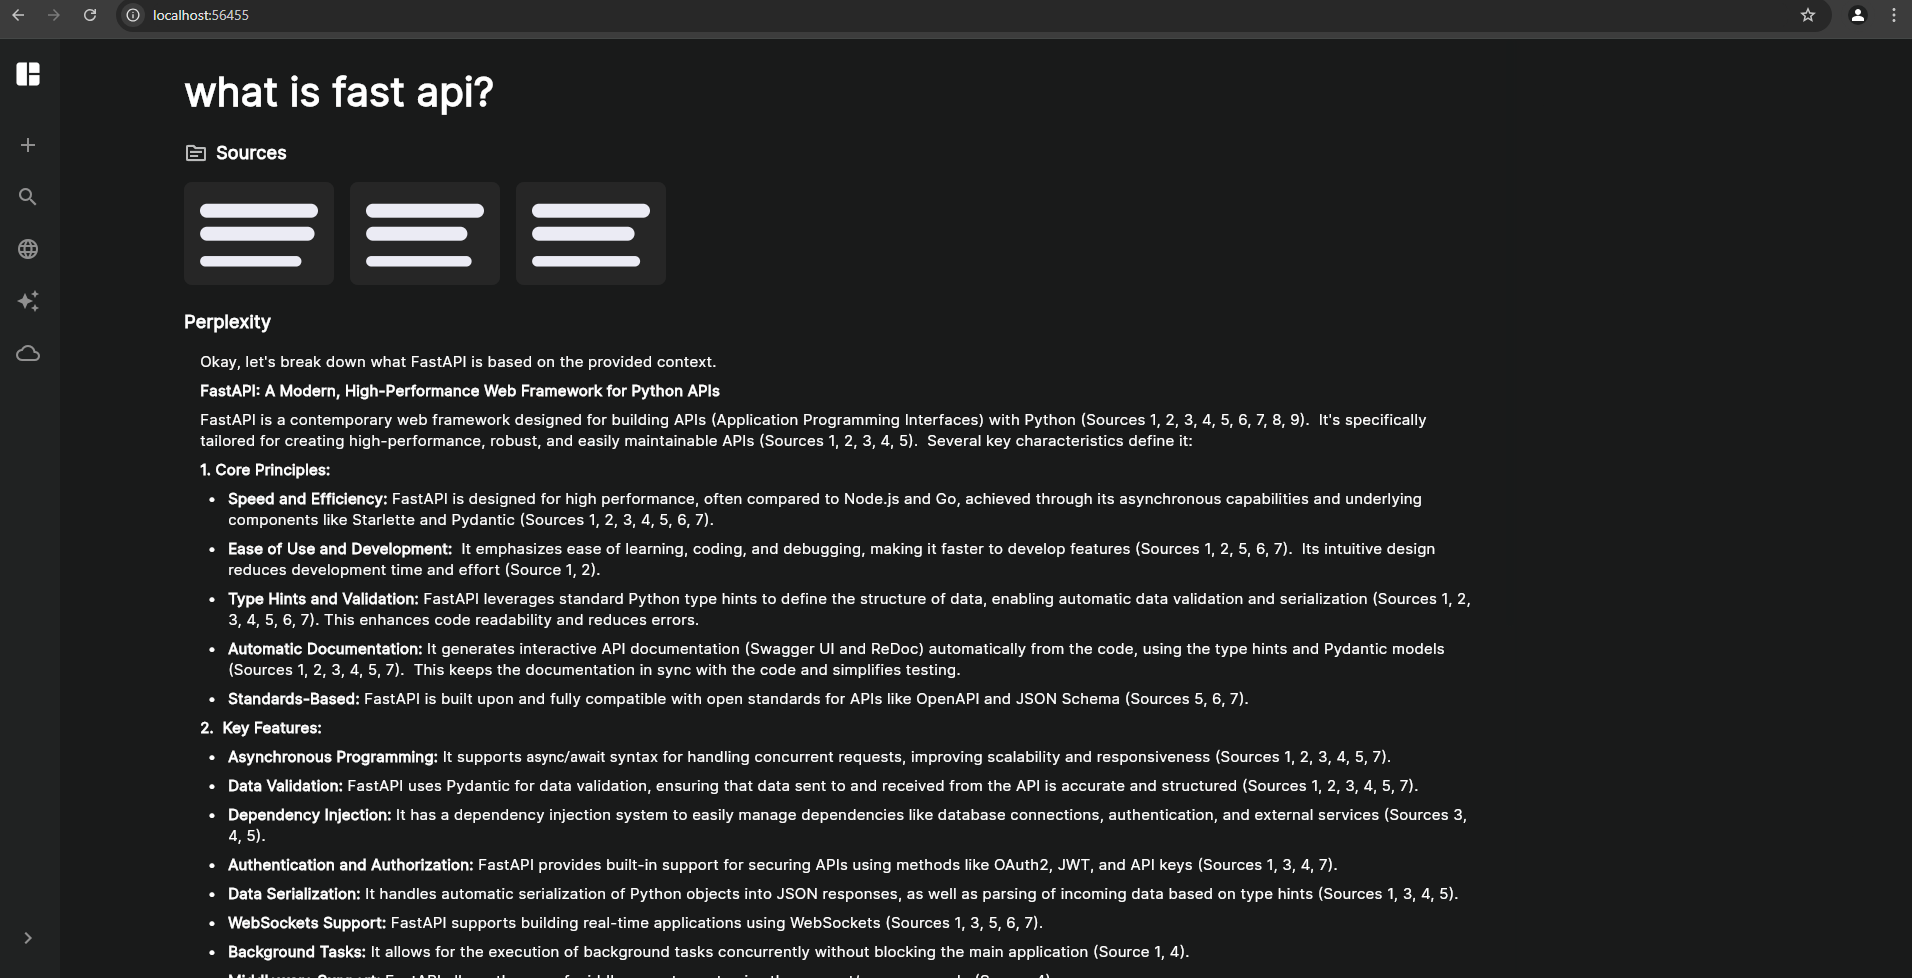 localhost:56455
what is fast api?
Sources
Perplexity
Okay, let's break down what FastAPI is based on the provided context.
FastAPI: A Modern, High-Performance Web Framework for Python APIs
FastAPI is a contemporary web framework designed for building APIs (Application Programming Interfaces) with Python (Sources 1, 2, 3, 4, 5, 6, 7, 8, 9).  It's specifically
tailored for creating high-performance, robust, and easily maintainable APIs (Sources 1, 2, 3, 4, 5).  Several key characteristics define it:
1. Core Principles:
• Speed and Efficiency: FastAPI is designed for high performance, often compared to Node.js and Go, achieved through its asynchronous capabilities and underlying
components like Starlette and Pydantic (Sources 1, 2, 3, 4, 5, 6, 7).
• Ease of Use and Development:  It emphasizes ease of learning, coding, and debugging, making it faster to develop features (Sources 1, 2, 5, 6, 7).  Its intuitive design
reduces development time and effort (Source 1, 2).
• Type Hints and Validation: FastAPI leverages standard Python type hints to define the structure of data, enabling automatic data validation and serialization (Sources 1, 2,
3, 4, 5, 6, 7). This enhances code readability and reduces errors.
• Automatic Documentation: It generates interactive API documentation (Swagger UI and ReDoc) automatically from the code, using the type hints and Pydantic models
(Sources 1, 2, 3, 4, 5, 7).  This keeps the documentation in sync with the code and simplifies testing.
• Standards-Based: FastAPI is built upon and fully compatible with open standards for APIs like OpenAPI and JSON Schema (Sources 5, 6, 7).
2.  Key Features:
• Asynchronous Programming: It supports async/await syntax for handling concurrent requests, improving scalability and responsiveness (Sources 1, 2, 3, 4, 5, 7).
• Data Validation: FastAPI uses Pydantic for data validation, ensuring that data sent to and received from the API is accurate and structured (Sources 1, 2, 3, 4, 5, 7).
• Dependency Injection: It has a dependency injection system to easily manage dependencies like database connections, authentication, and external services (Sources 3,
4, 5).
• Authentication and Authorization: FastAPI provides built-in support for securing APIs using methods like OAuth2, JWT, and API keys (Sources 1, 3, 4, 7).
• Data Serialization: It handles automatic serialization of Python objects into JSON responses, as well as parsing of incoming data based on type hints (Sources 1, 3, 4, 5).
• WebSockets Support: FastAPI supports building real-time applications using WebSockets (Sources 1, 3, 5, 6, 7).
• Background Tasks: It allows for the execution of background tasks concurrently without blocking the main application (Source 1, 4).